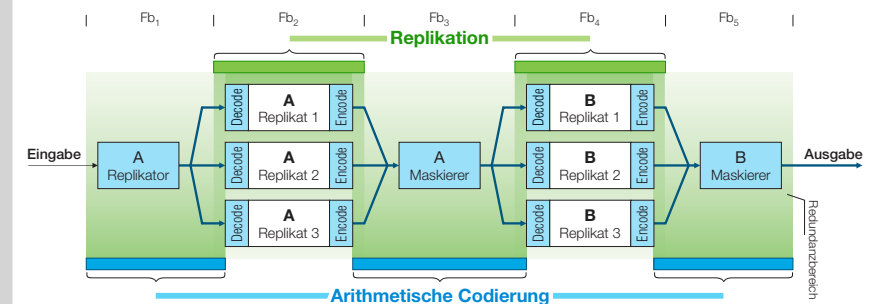 Fb₁ Fb₂ Fb₃ Fb₄ Fb₅
Replikation
Eingabe
A
Replikator
Decode
A
Replikat 1
Encode
Decode
A
Replikat 2
Encode
Decode
A
Replikat 3
Encode
A
Maskierer
Decode
B
Replikat 1
Encode
Decode
B
Replikat 2
Encode
Decode
B
Replikat 3
Encode
B
Maskierer
Ausgabe
Redundanzbereich
Arithmetische Codierung